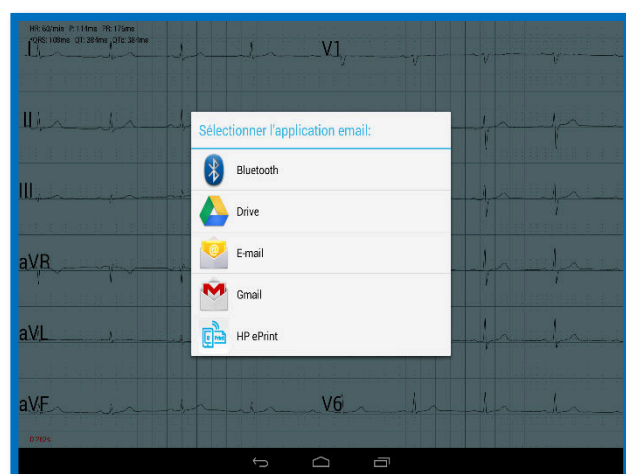 HR: 60/min P: 114ms PR: 176ms
QRS: 100ms QT: 384ms QTc: 384ms
I
V1
II
Sélectionner l'application email:
Bluetooth
III
Drive
E-mail
aVR
Gmail
HP ePrint
aVL
aVF
V6